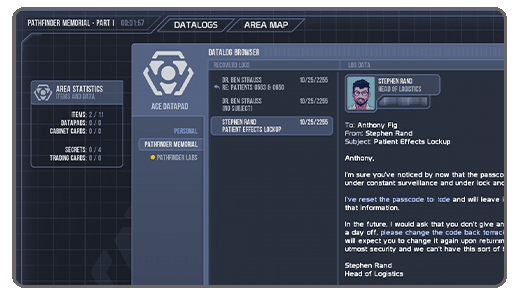 PATHFINDER MEMORIAL - PART I 00:01:57
DATALOGS
AREA MAP
AREA STATISTICS
ITEMS AND DATA
ITEMS: 2 / 11
DATAPADS: 0 / 0
CABINET CARDS: 0 / 0
SECRETS: 0 / 4
TRADING CARDS: 0 / 0
ACE DATAPAD
PERSONAL
PATHFINDER MEMORIAL
PATHFINDER LABS
DATALOG BROWSER
RECOVERED LOGS
DR. BEN STRAUSS 10/25/2255
RE: PATIENTS 0563 & 0650
DR. BEN STRAUSS 10/25/2255
(NO SUBJECT)
STEPHEN RAND 10/25/2255
PATIENT EFFECTS LOCKUP
LOG DATA
STEPHEN RAND
HEAD OF LOGISTICS
To: Anthony Fig
From: Stephen Rand
Subject: Patient Effects Lockup
Anthony,
I'm sure you've noticed by now that the passco
under constant surveillance and under lock and
I've reset the passcode to and will leave i
that information.
In the future, I would ask that you don't give an
a day off, please change the code back
will expect you to change it again upon returnin
utmost security and we can't have this sort of
Stephen Rand
Head of Logistics